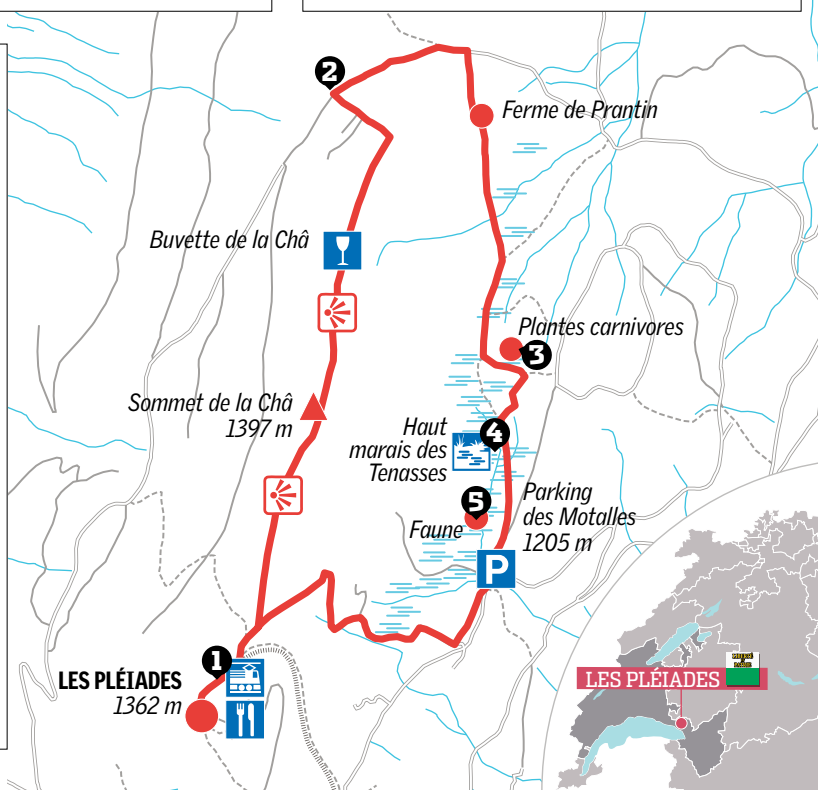 2
Ferme de Prantin
Buvette de la Châ
Plantes carnivores
3
Sommet de la Châ
1397 m
Haut
marais des
Tenasses
4
5
Faune
Parking
des Motalles
1205 m
P
1
LES PLÉIADES
1362 m
LES PLÉIADES